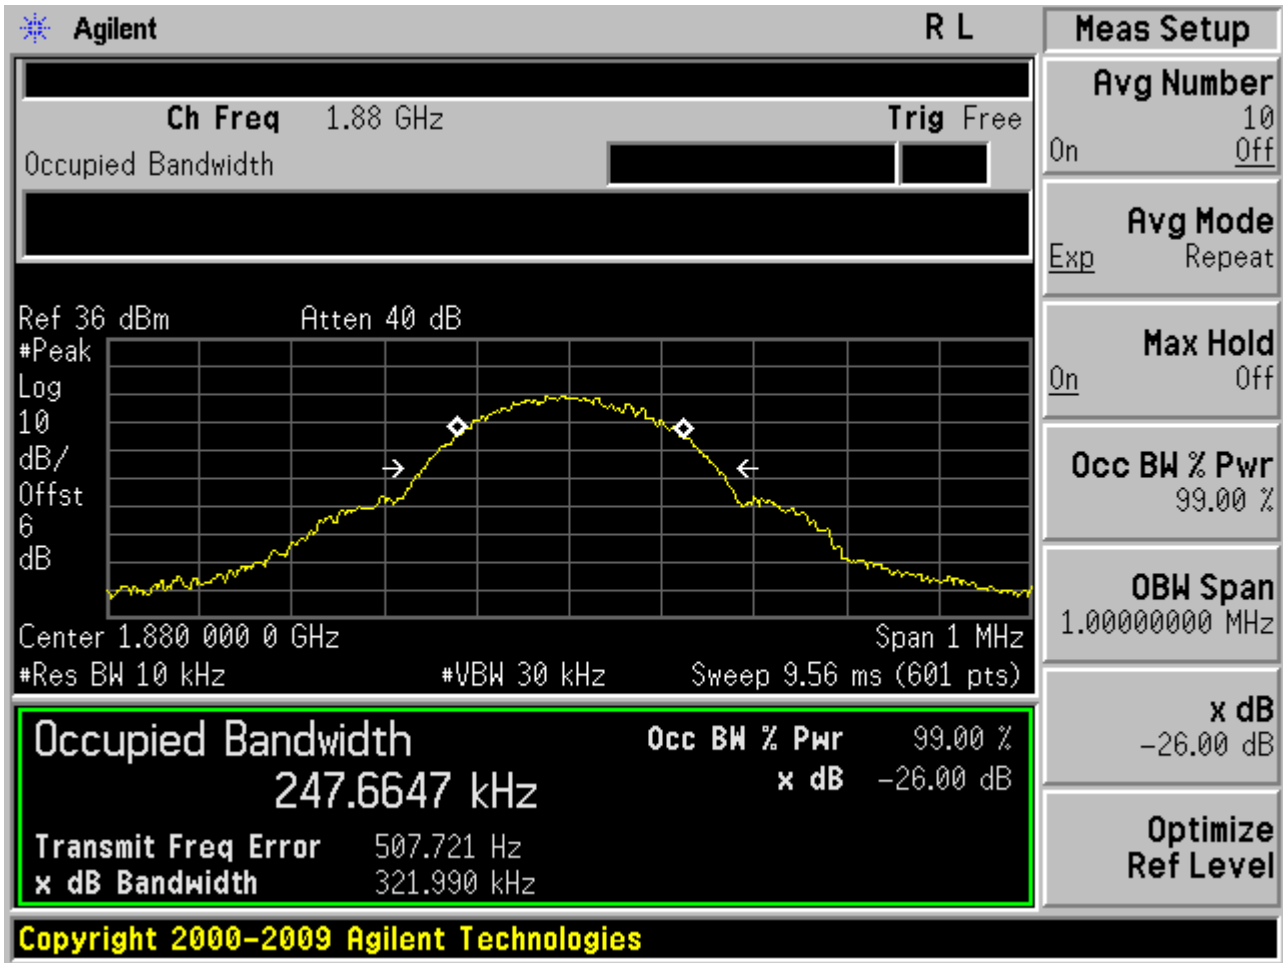 Agilent R L
Ch Freq 1.88 GHz Trig Free
Occupied Bandwidth
Ref 36 dBm Atten 40 dB
#Peak
Log
10
dB/
Offst
6
dB
Center 1.880 000 0 GHz Span 1 MHz
#Res BW 10 kHz #VBW 30 kHz Sweep 9.56 ms (601 pts)
Occupied Bandwidth
247.6647 kHz
Occ BW % Pwr 99.00 %
x dB -26.00 dB
Transmit Freq Error 507.721 Hz
x dB Bandwidth 321.990 kHz
Copyright 2000-2009 Agilent Technologies
Meas Setup
Avg Number
10
On Off
Avg Mode
Exp Repeat
Max Hold
On Off
Occ BW % Pwr
99.00 %
OBW Span
1.00000000 MHz
x dB
-26.00 dB
Optimize
Ref Level